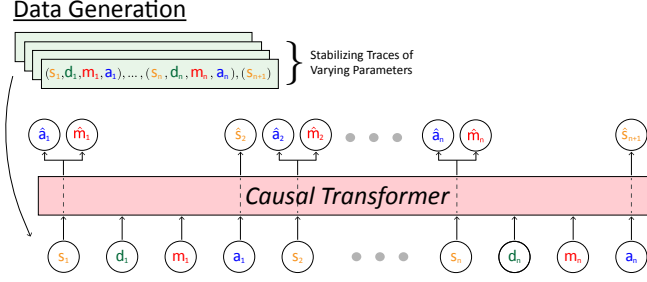 Data Generation
(s₁,d₁,m₁,a₁),...,(sₙ,dₙ,mₙ,aₙ),(sₙ₊₁)
Stabilizing Traces of
Varying Parameters
â₁ m̂₁ ŝ₂ â₂ m̂₂ âₙ m̂ₙ ŝₙ₊₁
Causal Transformer
s₁ d₁ m₁ a₁ s₂ sₙ dₙ mₙ aₙ